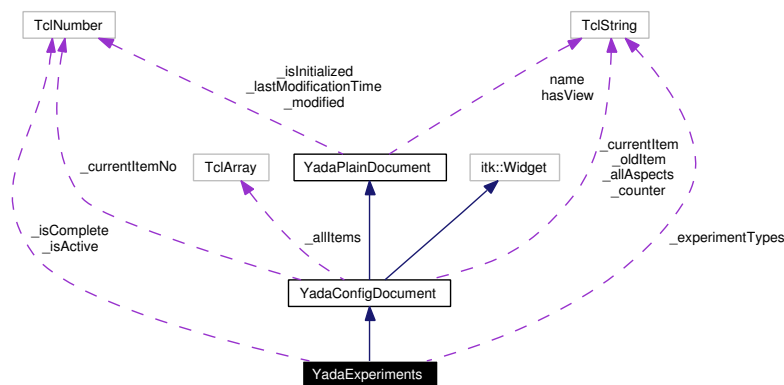 TclNumber
TclString
_isInitialized
_lastModificationTime
_modified
name
hasView
_currentItemNo
TclArray
YadaPlainDocument
itk::Widget
_currentItem
_oldItem
_allAspects
_counter
_isComplete
_isActive
_allItems
_experimentTypes
YadaConfigDocument
YadaExperiments